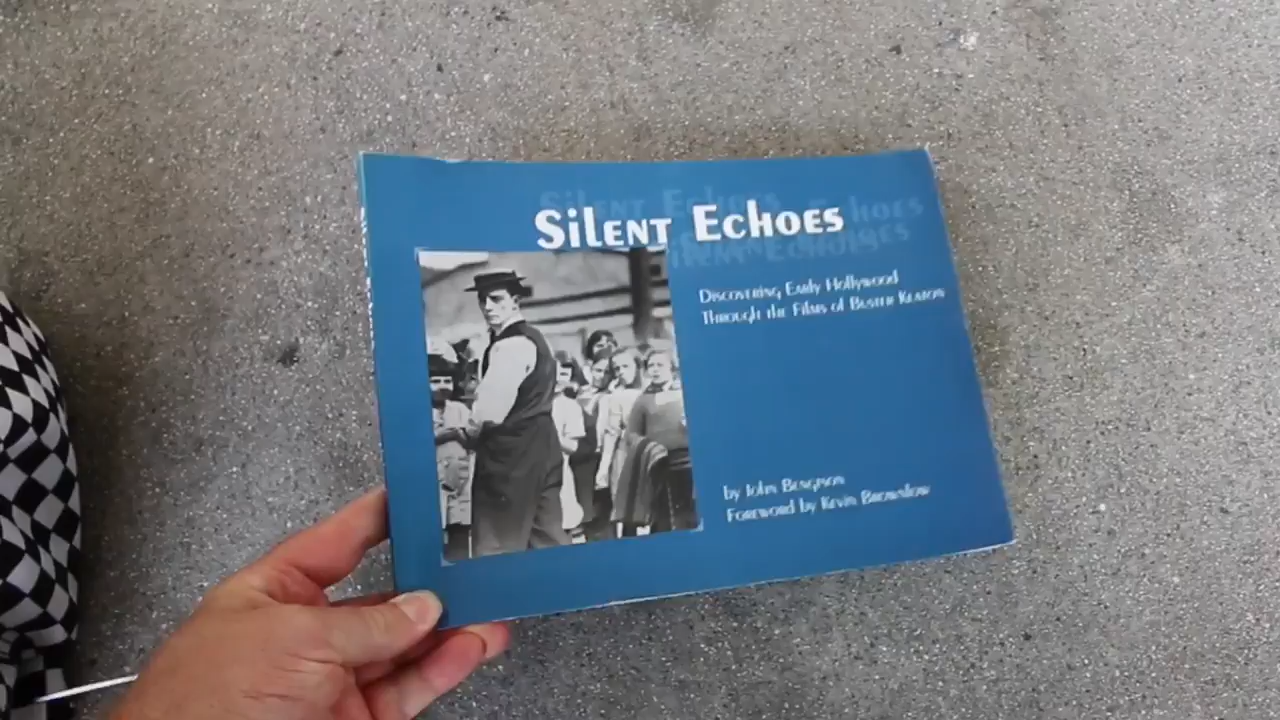 Silent Echoes
Discovering Early Hollywood
Through the Films of Buster Keaton
by John Bengtson
Foreword by Kevin Brownlow